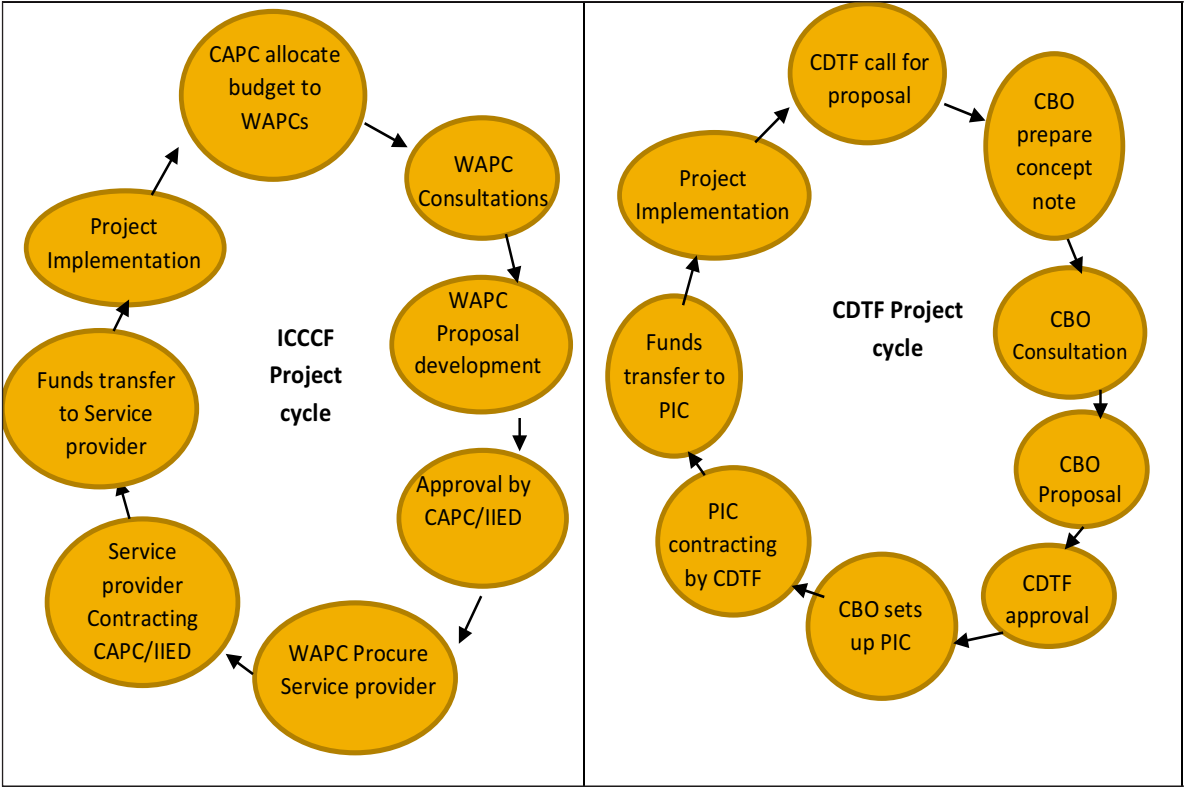 CAPC allocate
budget to
WAPCs
WAPC
Consultations
WAPC
Proposal
development
Approval by
CAPC/IIED
WAPC Procure
Service provider
Service
provider
Contracting
CAPC/IIED
Funds transfer
to Service
provider
Project
Implementation
ICCCF
Project
cycle
CDTF call for
proposal
CBO
prepare
concept
note
CBO
Consultation
CBO
Proposal
CDTF
approval
CBO sets
up PIC
PIC
contracting
by CDTF
Funds
transfer to
PIC
Project
Implementation
CDTF Project
cycle